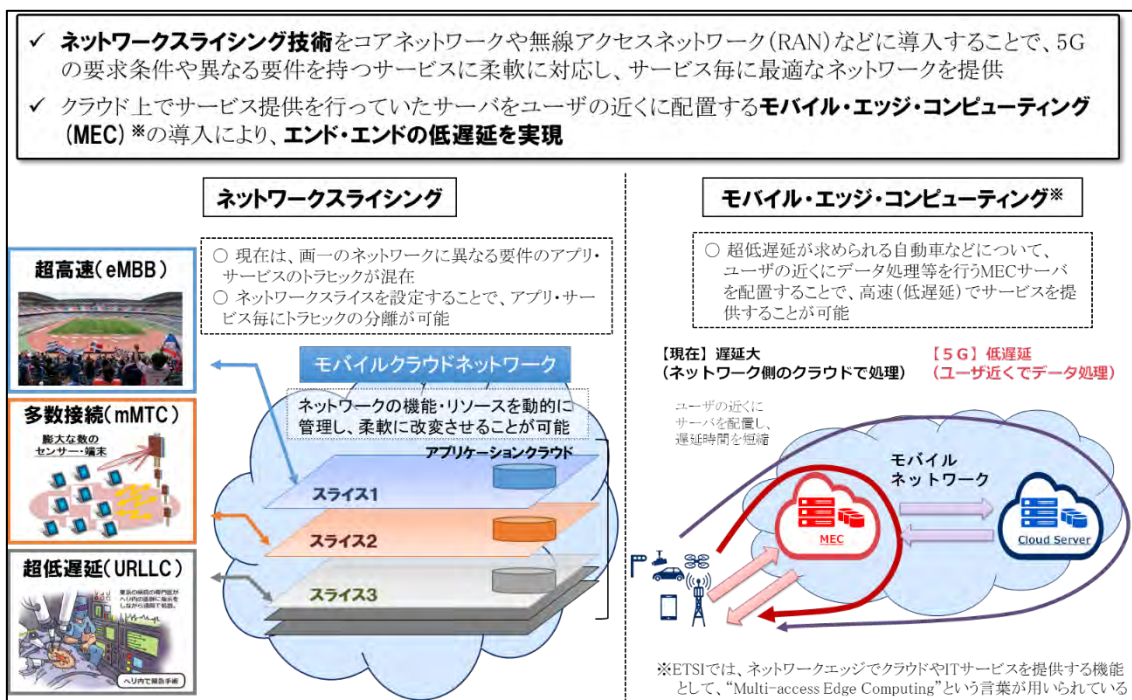 ✓ ネットワークスライシング技術をコアネットワークや無線アクセスネットワーク(RAN)などに導入することで、5G
の要求条件や異なる要件を持つサービスに柔軟に対応し、サービス毎に最適なネットワークを提供
✓ クラウド上でサービス提供を行っていたサーバをユーザの近くに配置するモバイル・エッジ・コンピューティング
(MEC)※の導入により、エンド・エンドの低遅延を実現
ネットワークスライシング
○ 現在は、画一のネットワークに異なる要件のアプリ・
サービスのトラヒックが混在
○ ネットワークスライスを設定することで、アプリ・サー
ビス毎にトラヒックの分離が可能
超高速(eMBB)
多数接続(mMTC)
膨大な数の
センサー・端末
超低遅延(URLLC)
ヘリ内の医師に指示を
しながら遠隔で処置。
ヘリ内で緊急手術
モバイルクラウドネットワーク
ネットワークの機能・リソースを動的に
管理し、柔軟に改変させることが可能
アプリケーションクラウド
スライス1
スライス2
スライス3
モバイル・エッジ・コンピューティング※
○ 超低遅延が求められる自動車などについて、
ユーザの近くにデータ処理等を行うMECサーバ
を配置することで、高速(低遅延)でサービスを提
供することが可能
【現在】遅延大
(ネットワーク側のクラウドで処理)
【5G】低遅延
(ユーザ近くでデータ処理)
ユーザの近くに
サーバを配置し、
遅延時間を短縮
モバイル
ネットワーク
MEC
Cloud Server
※ETSIでは、ネットワークエッジでクラウドやITサービスを提供する機能
として、“Multi-access Edge Computing”という言葉が用いられている